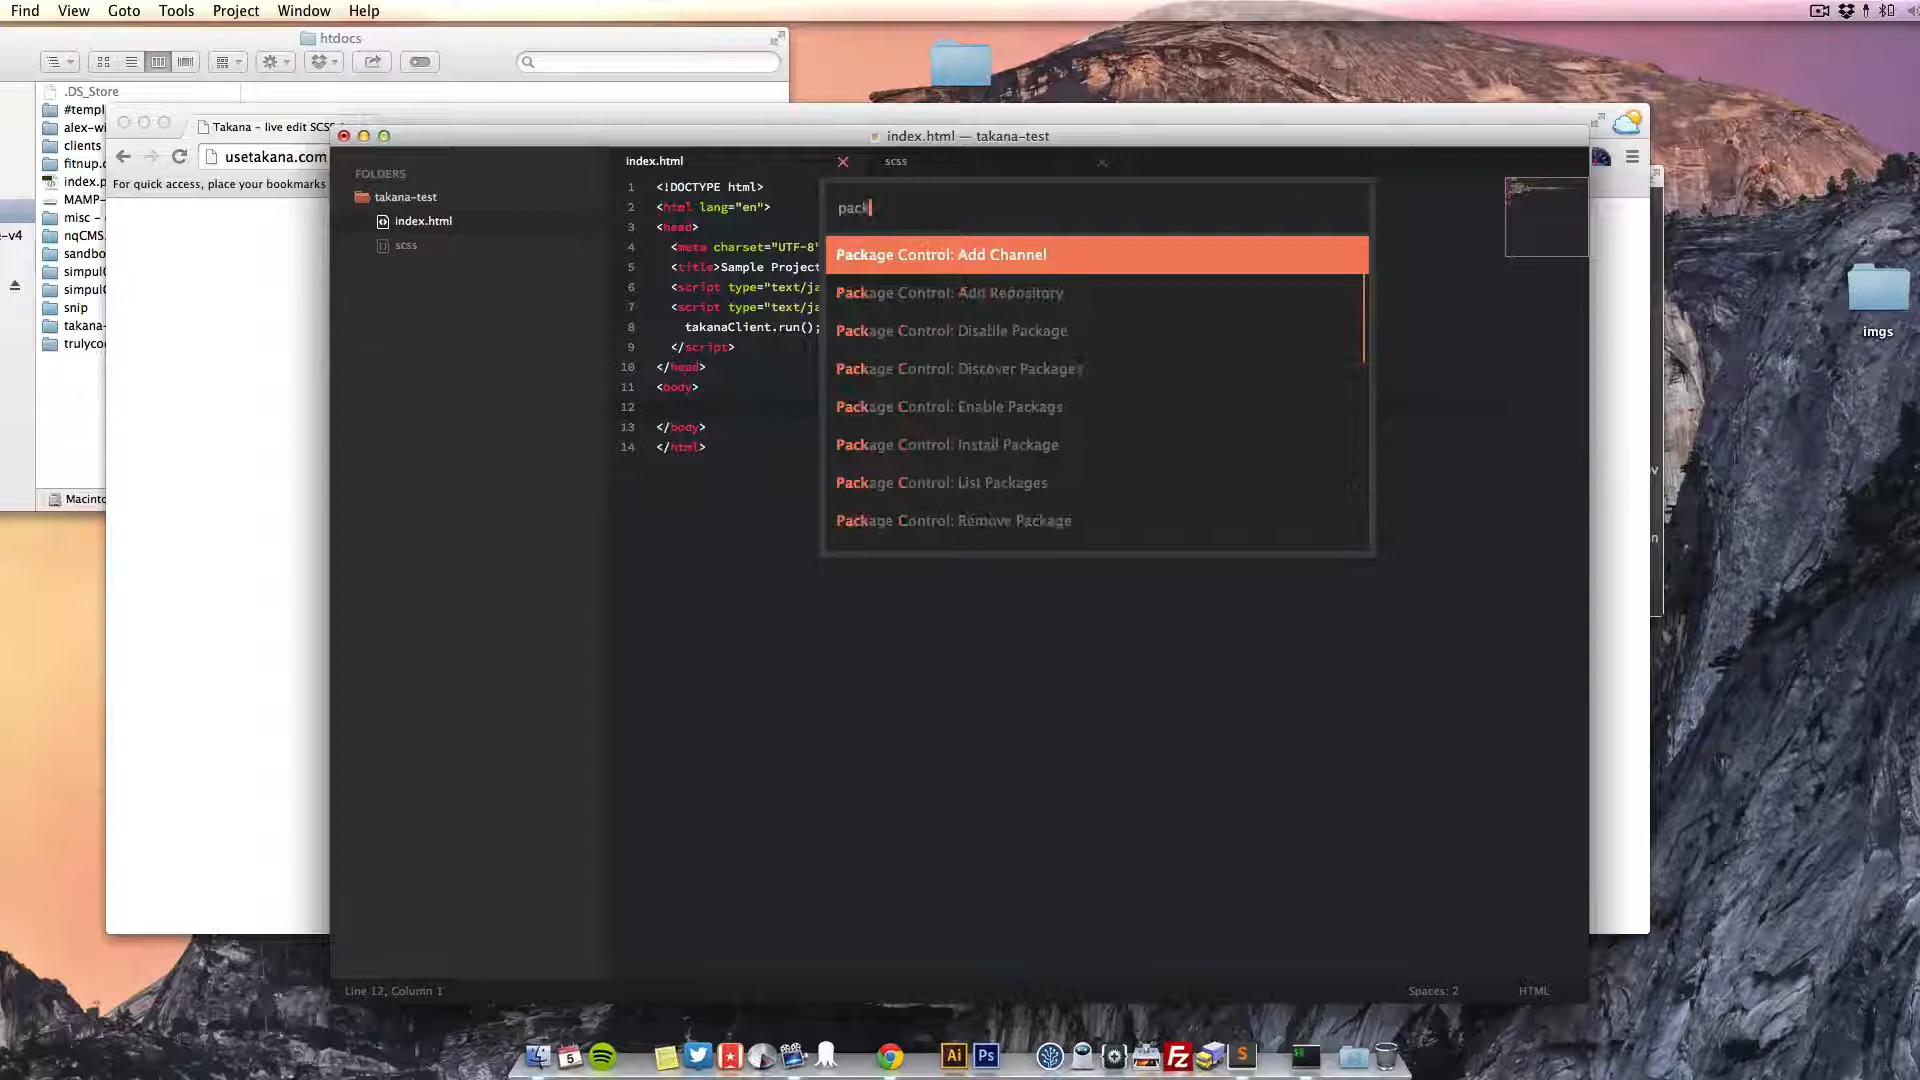 Find View Goto Tools Project Window Help
htdocs
.DS_Store
#templ
alex-wi
clients
fitnup.c
index.p
MAMP-
misc -
nqCMS.
sandbo
simpul
simpul
snip
takana-
trulyco
Macinto
e-v4
Takana - live edit SCSS
usetakana.com
For quick access, place your bookmarks
index.html — takana-test
FOLDERS
takana-test
index.html
scss
index.html
scss
1 <!DOCTYPE html>
2 <html lang="en">
3 <head>
4 <meta charset="UTF-8"
5 <title>Sample Project
6 <script type="text/ja
7 <script type="text/ja
8 takanaClient.run();
9 </script>
10 </head>
11 <body>
12
13 </body>
14 </html>
pack
Package Control: Add Channel
Package Control: Add Repository
Package Control: Disable Package
Package Control: Discover Packages
Package Control: Enable Package
Package Control: Install Package
Package Control: List Packages
Package Control: Remove Package
Line 12, Column 1
Spaces: 2
HTML
imgs
5
Ai
Ps
Fz
S